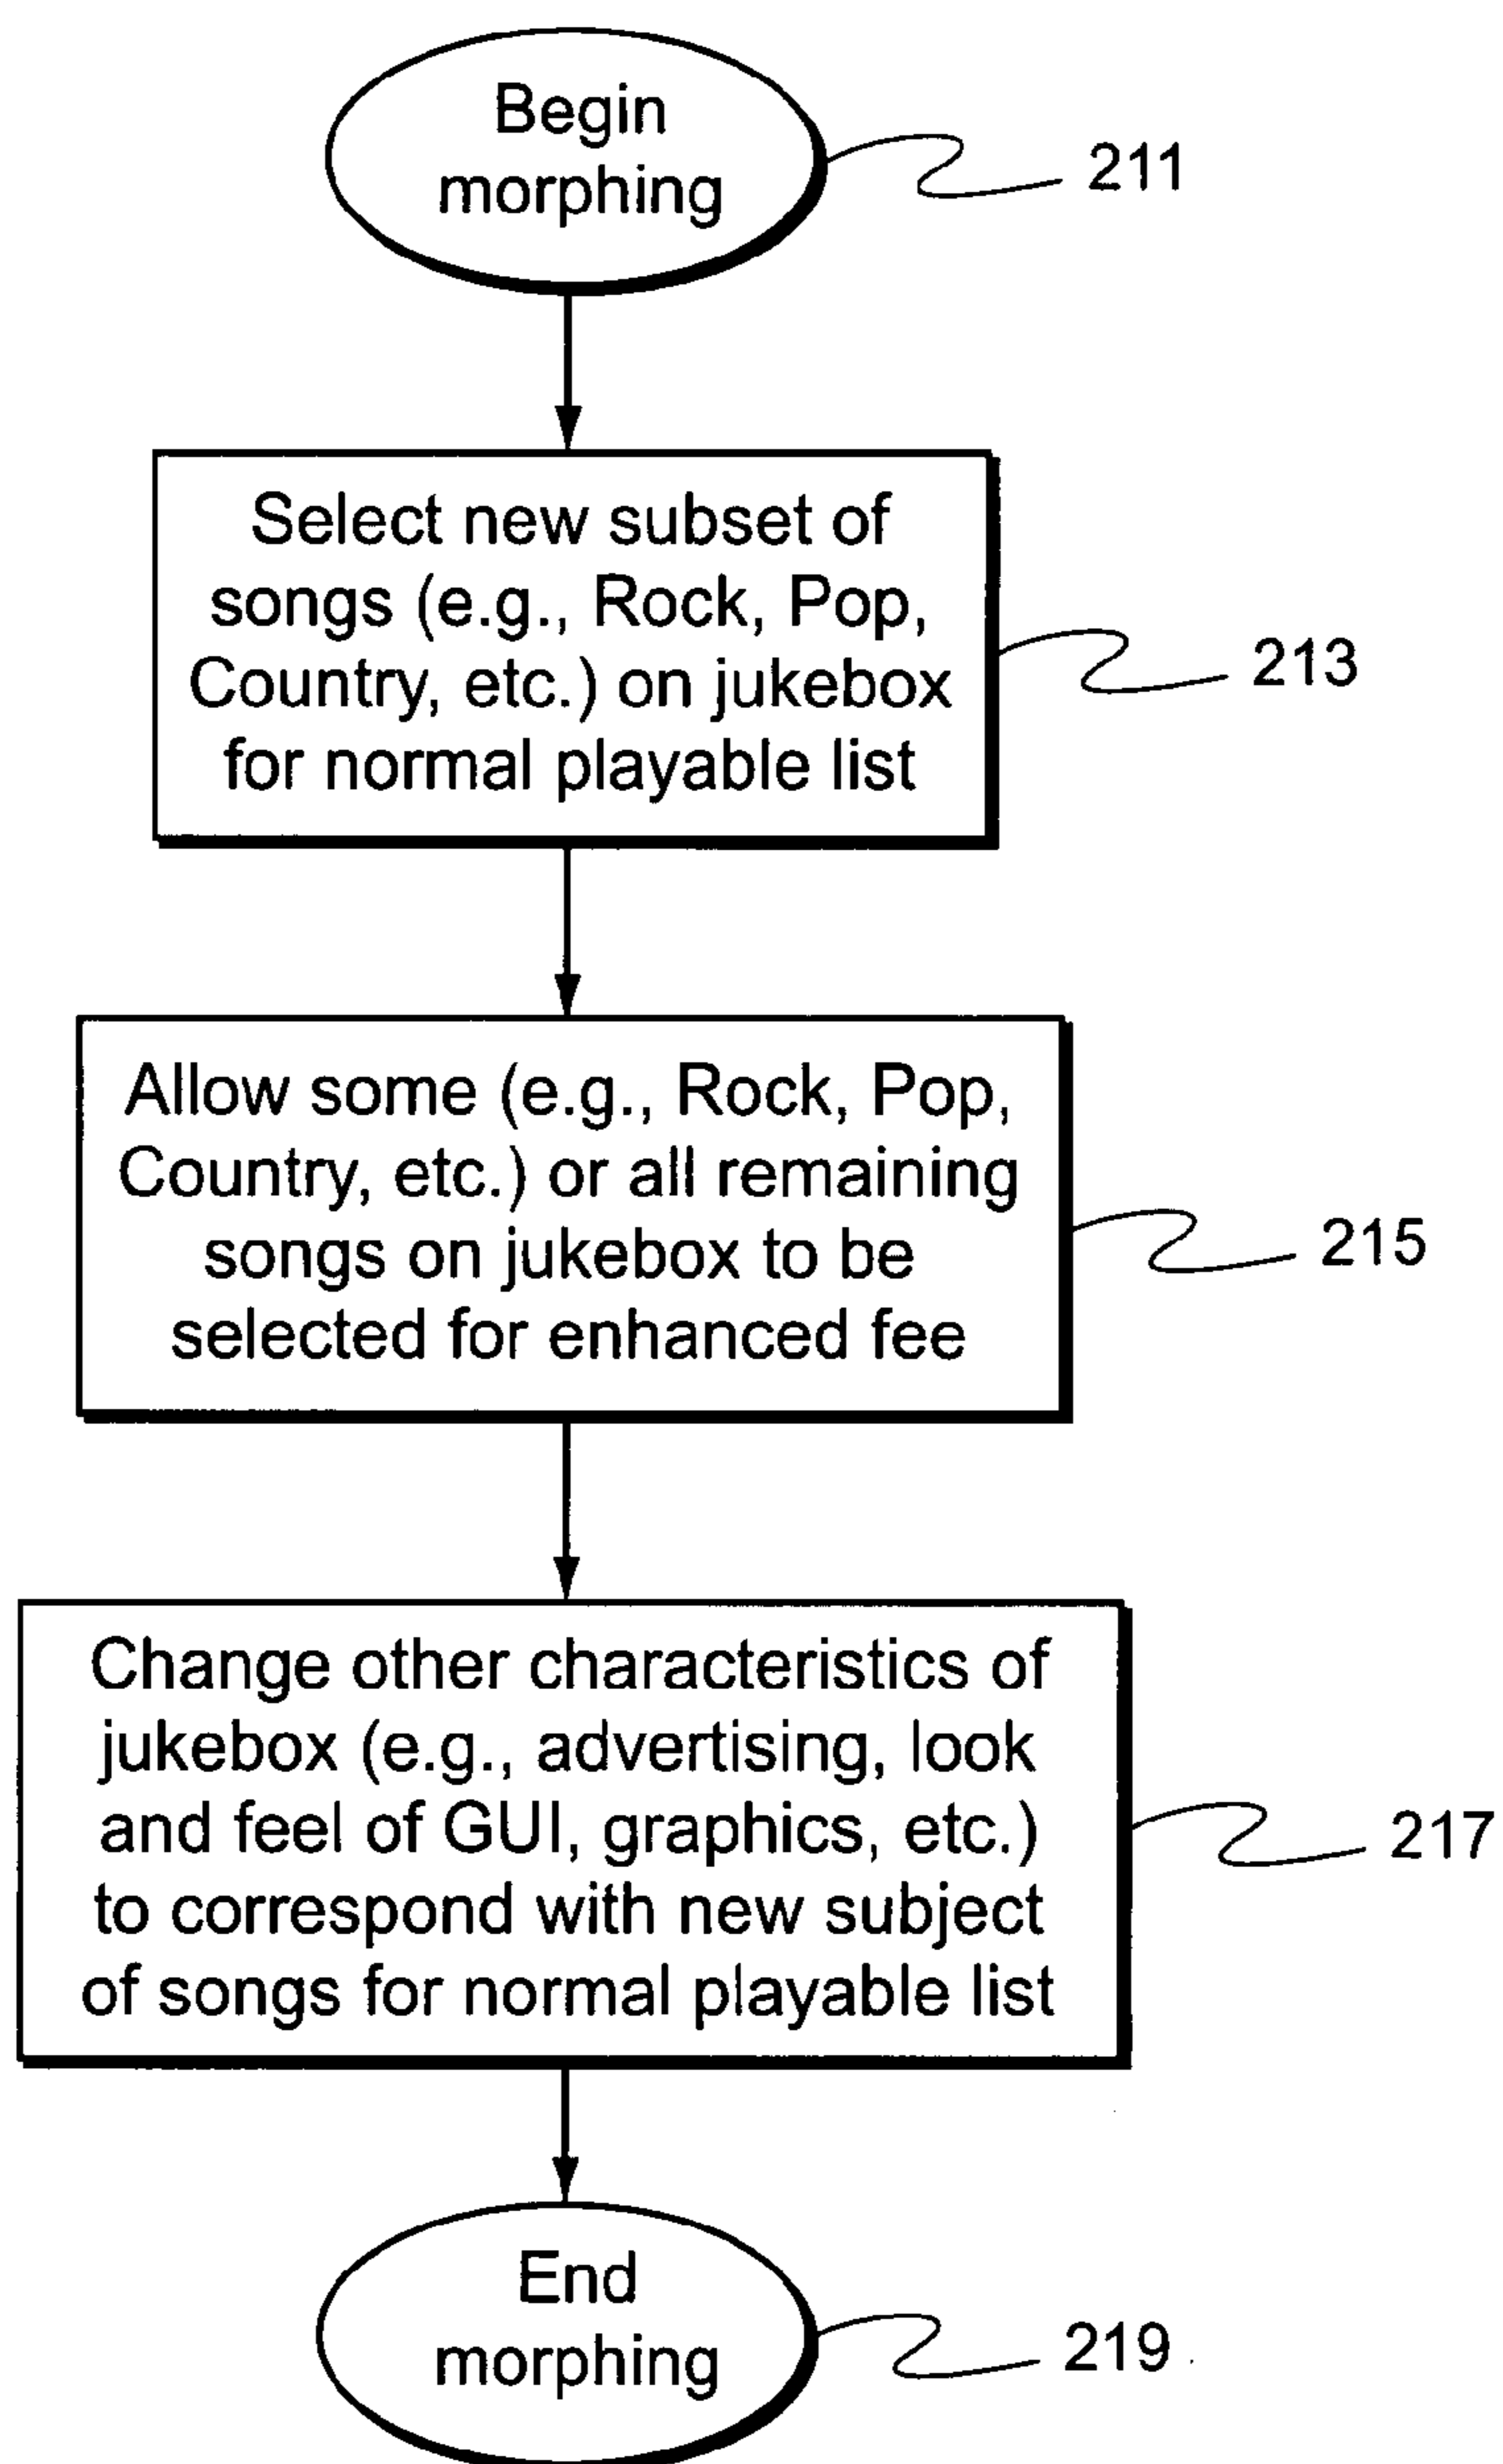 Begin
morphing
211
Select new subset of
songs (e.g., Rock, Pop,
Country, etc.) on jukebox
for normal playable list
213
Allow some (e.g., Rock, Pop,
Country, etc.) or all remaining
songs on jukebox to be
selected for enhanced fee
215
Change other characteristics of
jukebox (e.g., advertising, look
and feel of GUI, graphics, etc.)
to correspond with new subject
of songs for normal playable list
217
End
morphing
219